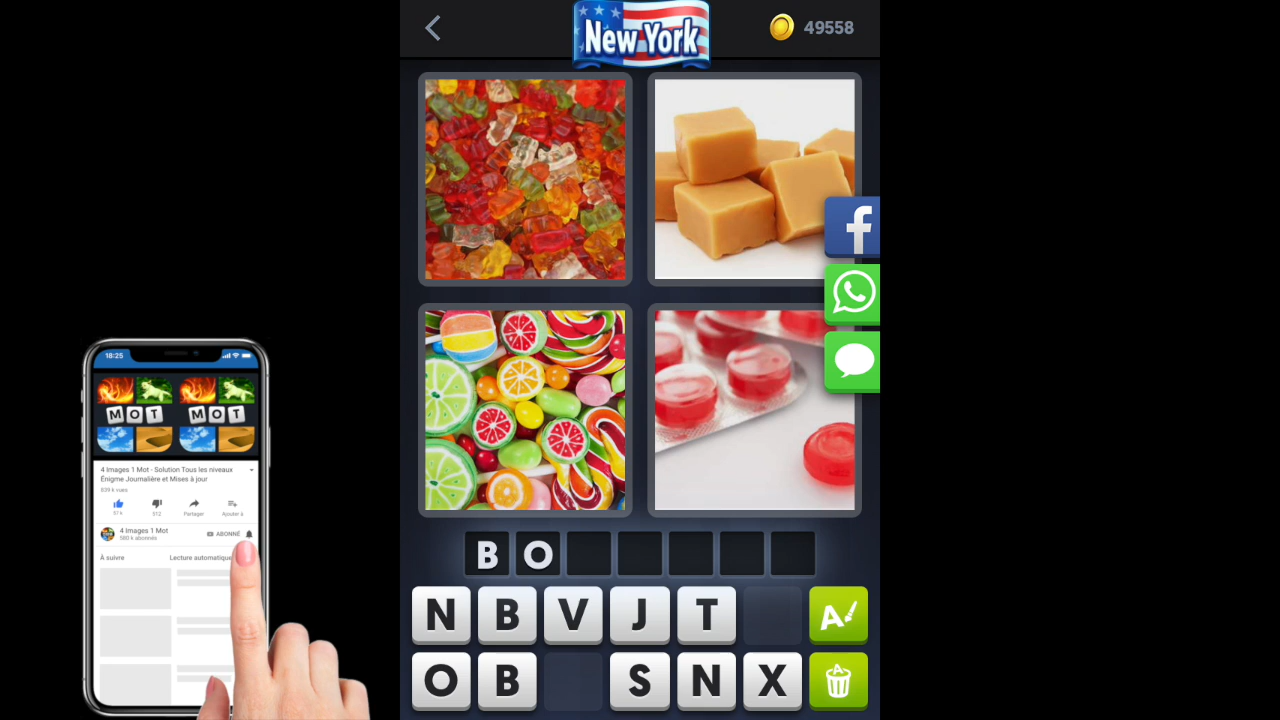 New York
49558
18:25
MOT MOT
4 Images 1 Mot - Solution Tous les niveaux
Énigme Journalière et Mises à jour
Partager
Ajouter à
4 Images 1 Mot
ABONNÉ
À suivre
Lecture automatique
B O
N B V J T
O B S N X